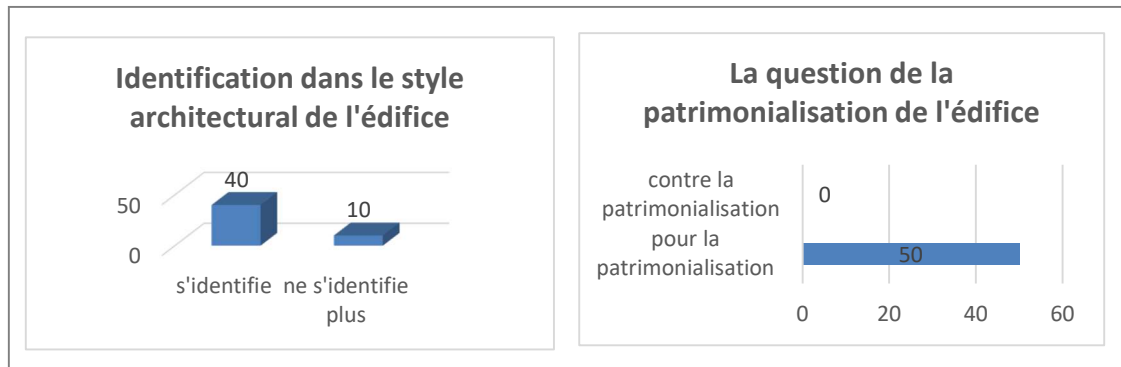 Identification dans le style
architectural de l'édifice
40
50
10
0
s'identifie ne s'identifie
plus
La question de la
patrimonialisation de l'édifice
contre la
patrimonialisation
0
pour la
patrimonialisation
50
0 20 40 60